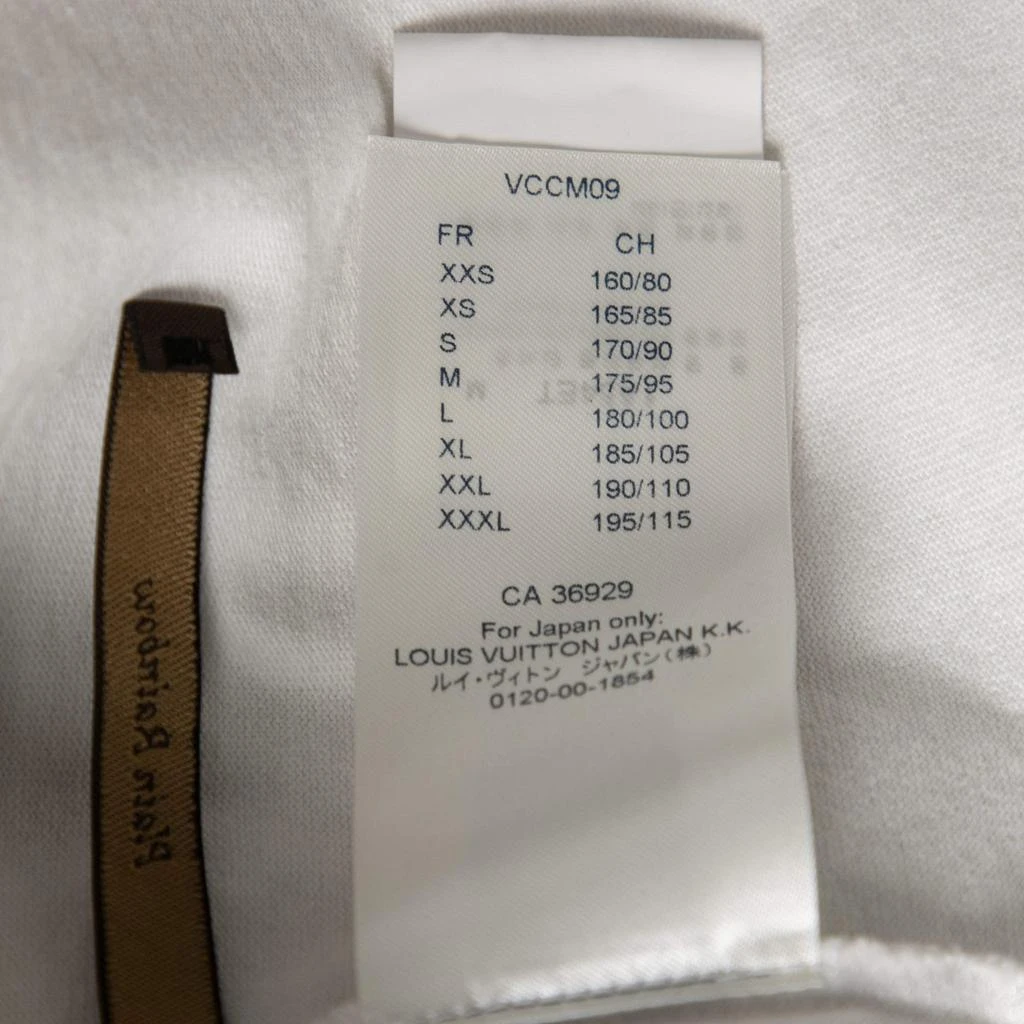 VCCM09
FR CH
XXS 160/80
XS 165/85
S 170/90
M 175/95
L 180/100
XL 185/105
XXL 190/110
XXXL 195/115
CA 36929
For Japan only:
LOUIS VUITTON JAPAN K.K.
ルイ・ヴィトン ジャパン(株)
0120-00-1854